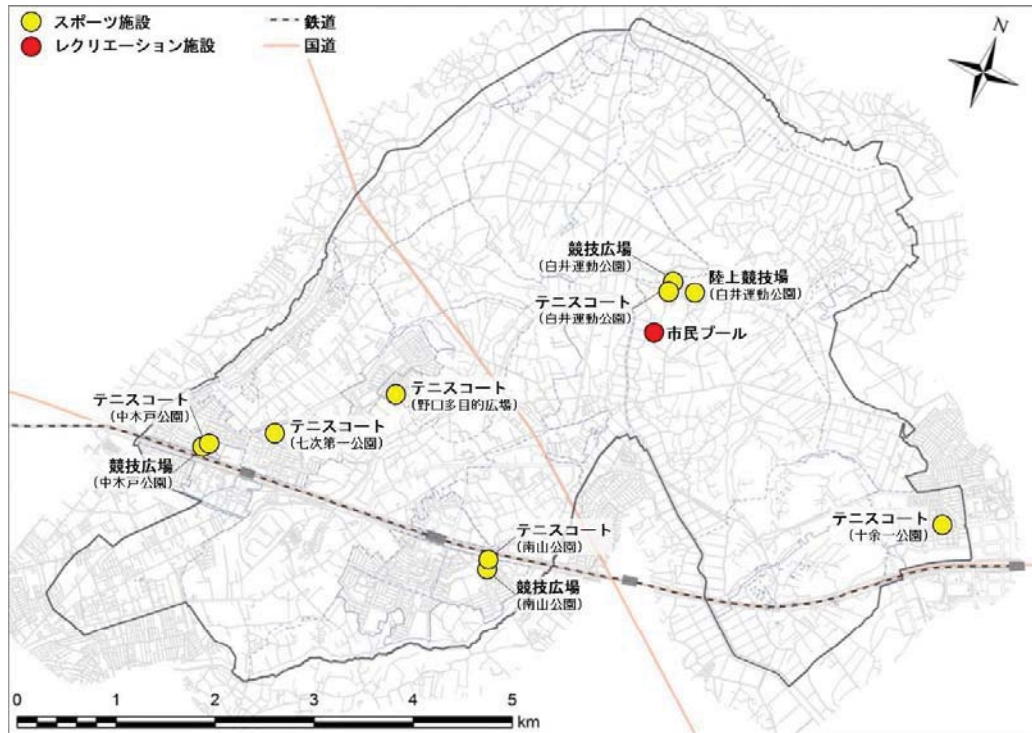 スポーツ施設
レクリエーション施設
鉄道
国道
N
競技広場
(白井運動公園)
陸上競技場
(白井運動公園)
テニスコート
(白井運動公園)
市民プール
テニスコート
(野口多目的広場)
テニスコート
(中木戸公園)
テニスコート
(七次第一公園)
競技広場
(中木戸公園)
テニスコート
(十余一公園)
テニスコート
(南山公園)
競技広場
(南山公園)
0 1 2 3 4 5
km